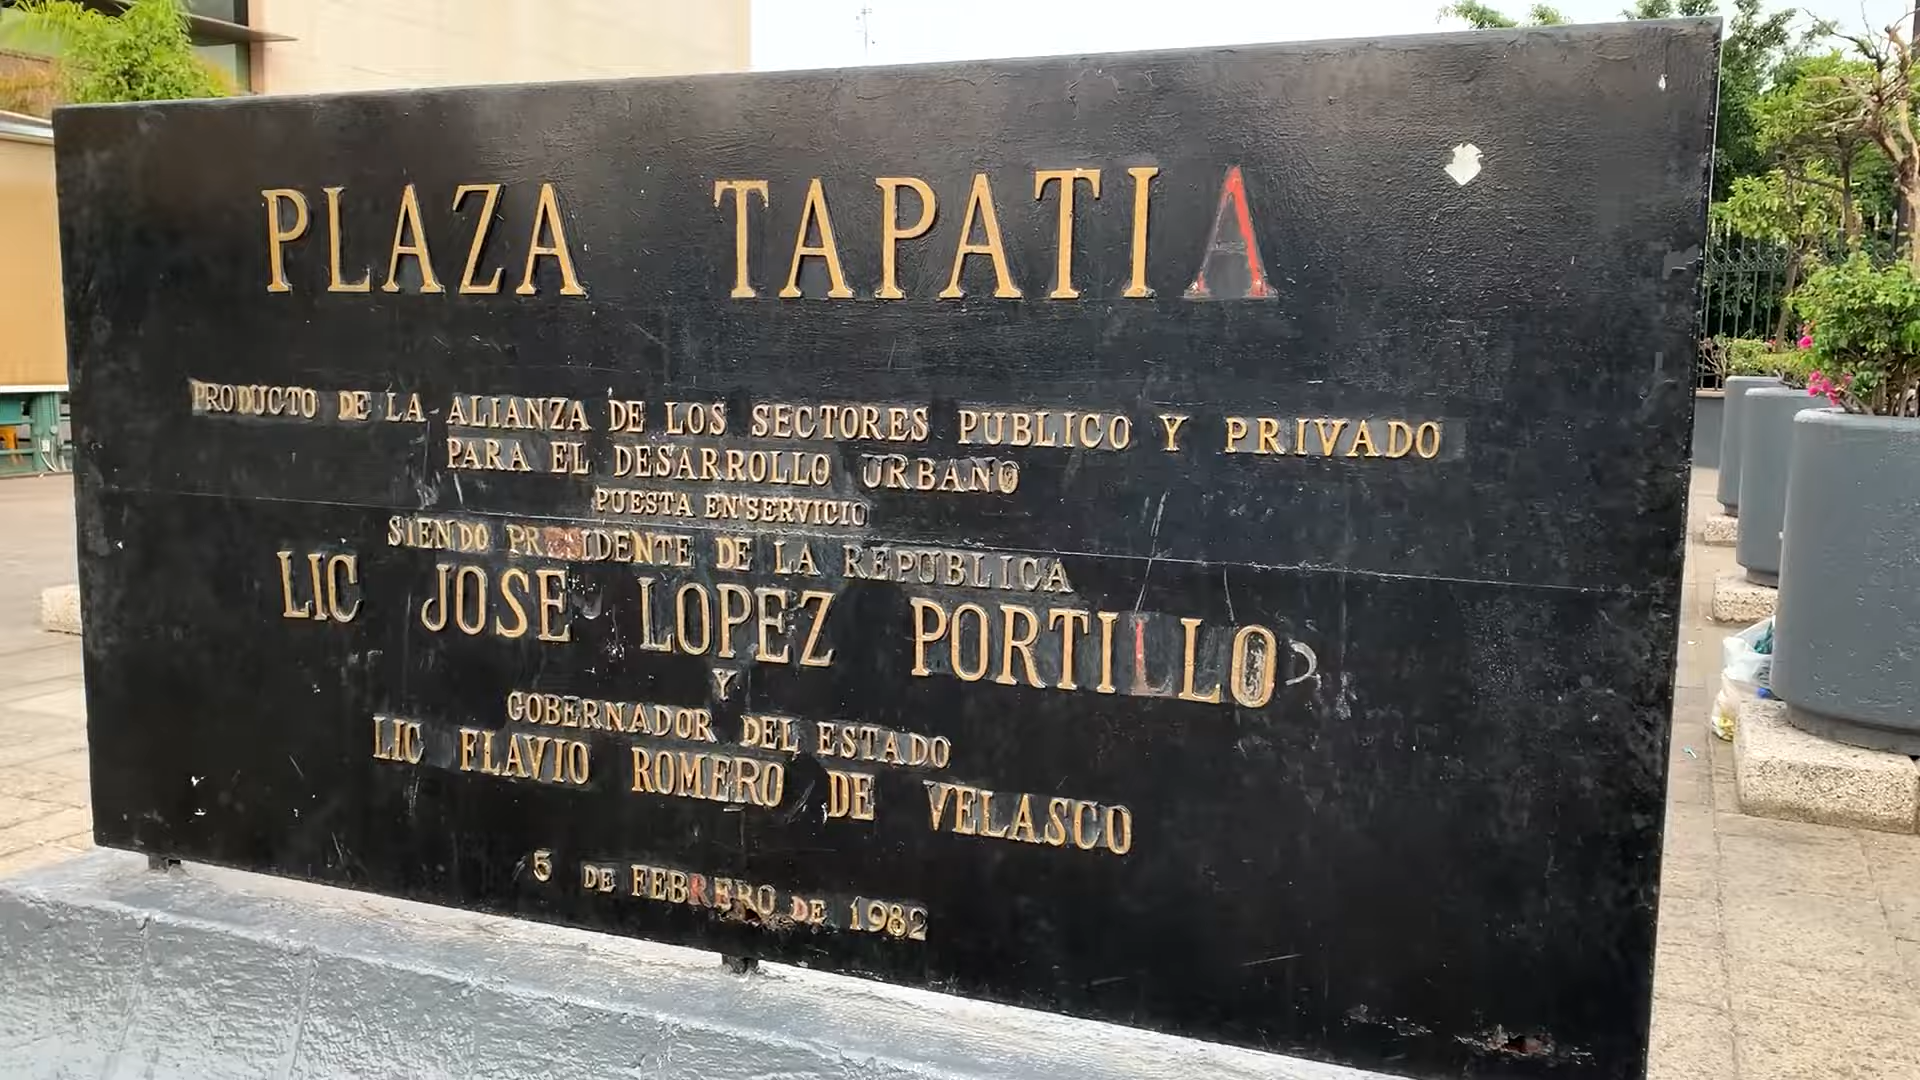 PLAZA TAPATIA
PRODUCTO DE LA ALIANZA DE LOS SECTORES PUBLICO Y PRIVADO
PARA EL DESARROLLO URBANO
PUESTA EN SERVICIO
SIENDO PRESIDENTE DE LA REPUBLICA
LIC JOSE LOPEZ PORTILLO
Y
GOBERNADOR DEL ESTADO
LIC FLAVIO ROMERO DE VELASCO
5 DE FEBRERO DE 1982